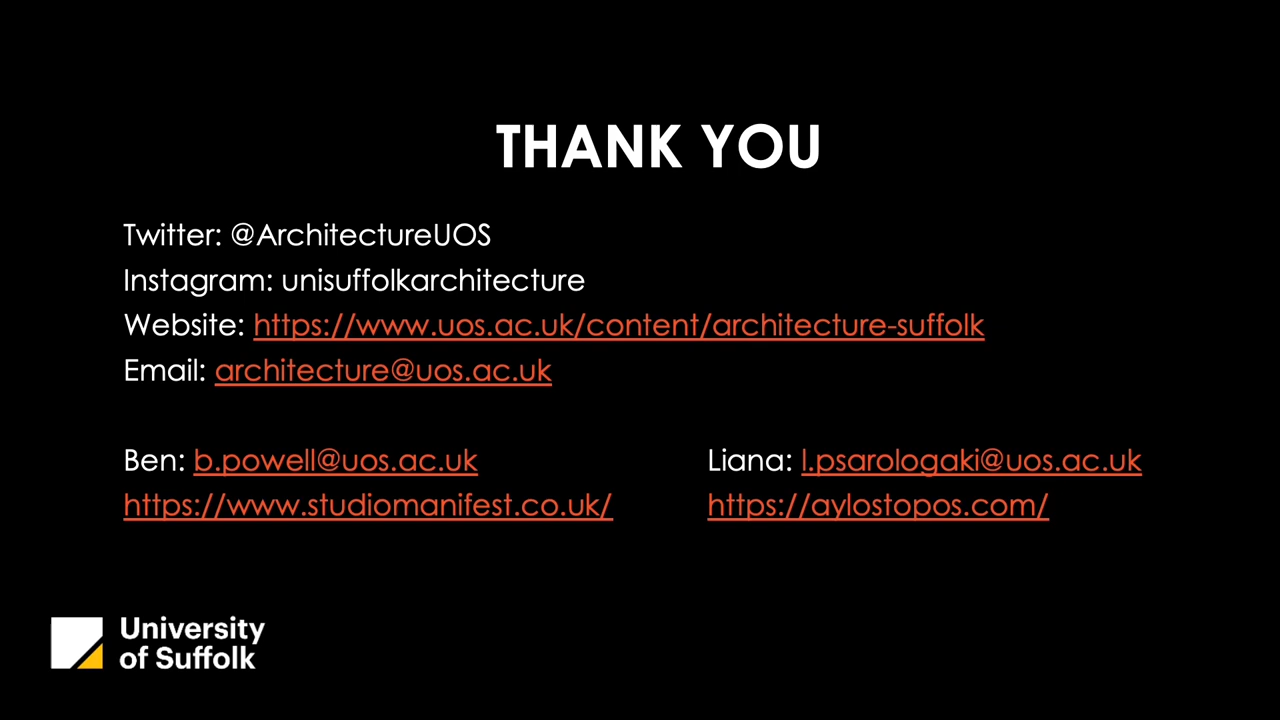 THANK YOU
Twitter: @ArchitectureUOS
Instagram: unisuffolkarchitecture
Website: https://www.uos.ac.uk/content/architecture-suffolk
Email: architecture@uos.ac.uk
Ben: b.powell@uos.ac.uk
https://www.studiomanifest.co.uk/
Liana: l.psarologaki@uos.ac.uk
https://aylostopos.com/
University
of Suffolk